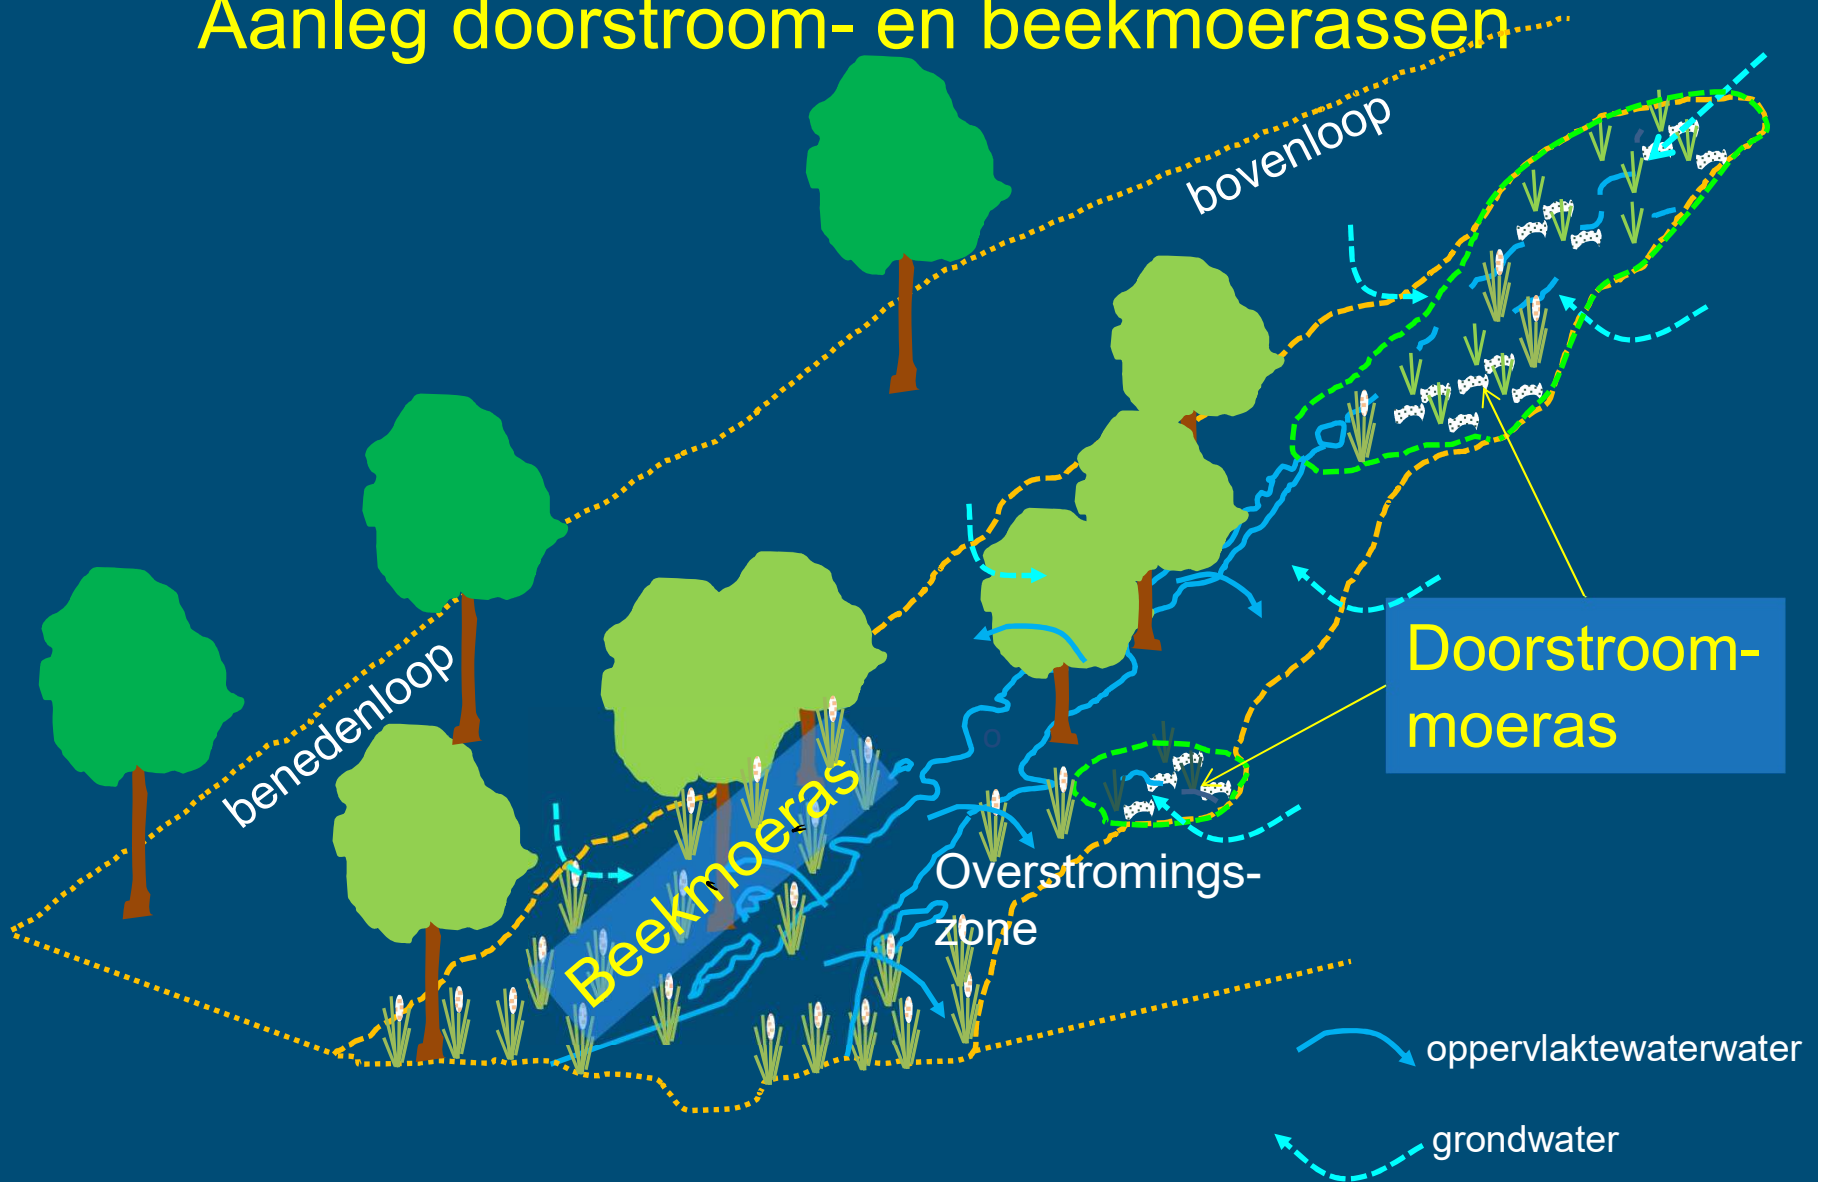 Aanleg doorstroom- en beekmoerassen
bovenloop
benedenloop
Doorstroom-
moeras
Beekmoeras
Overstromings-
zone
oppervlaktewaterwater
grondwater